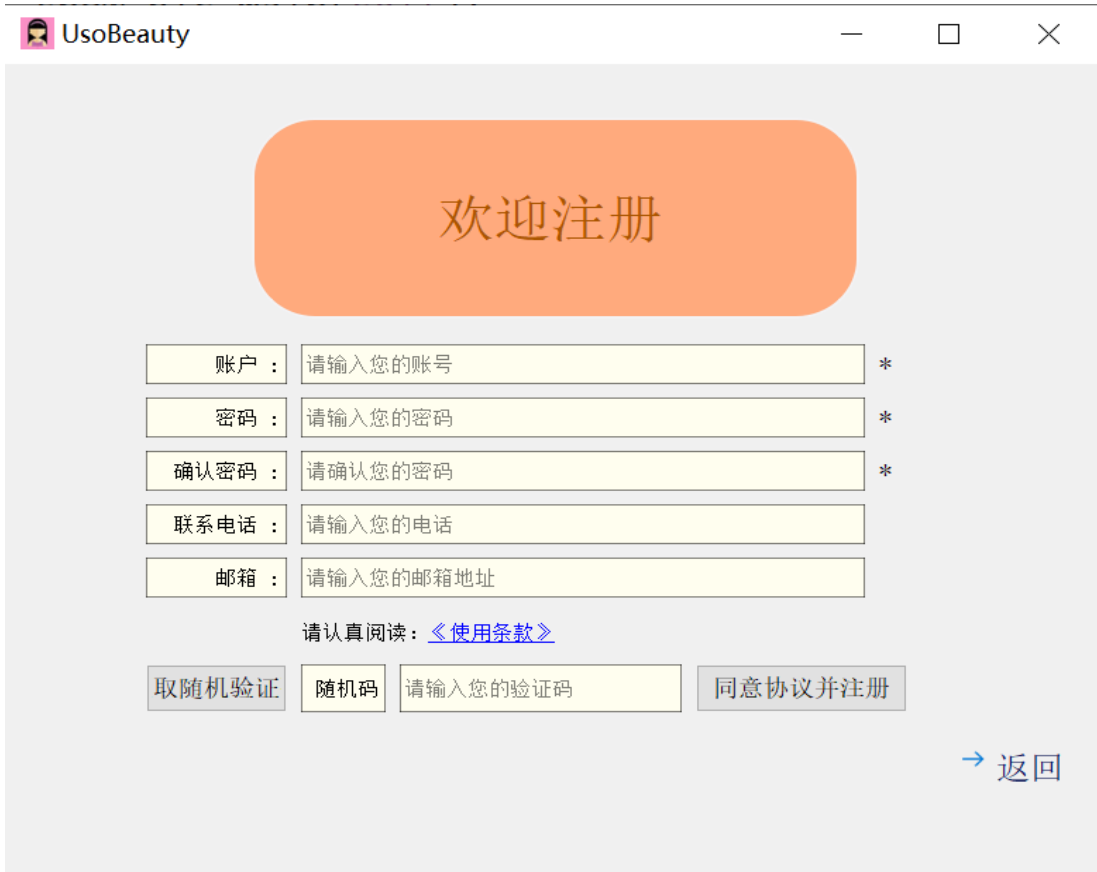 UsoBeauty
欢迎注册
账户 : 请输入您的账号 *
密码 : 请输入您的密码 *
确认密码 : 请确认您的密码 *
联系电话 : 请输入您的电话
邮箱 : 请输入您的邮箱地址
请认真阅读：《使用条款》
取随机验证 随机码 请输入您的验证码 同意协议并注册
→ 返回